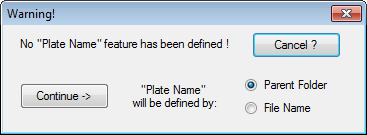 Warning!
No "Plate Name" feature has been defined !
Cancel ?
Continue ->
"Plate Name"
will be defined by:
Parent Folder
File Name